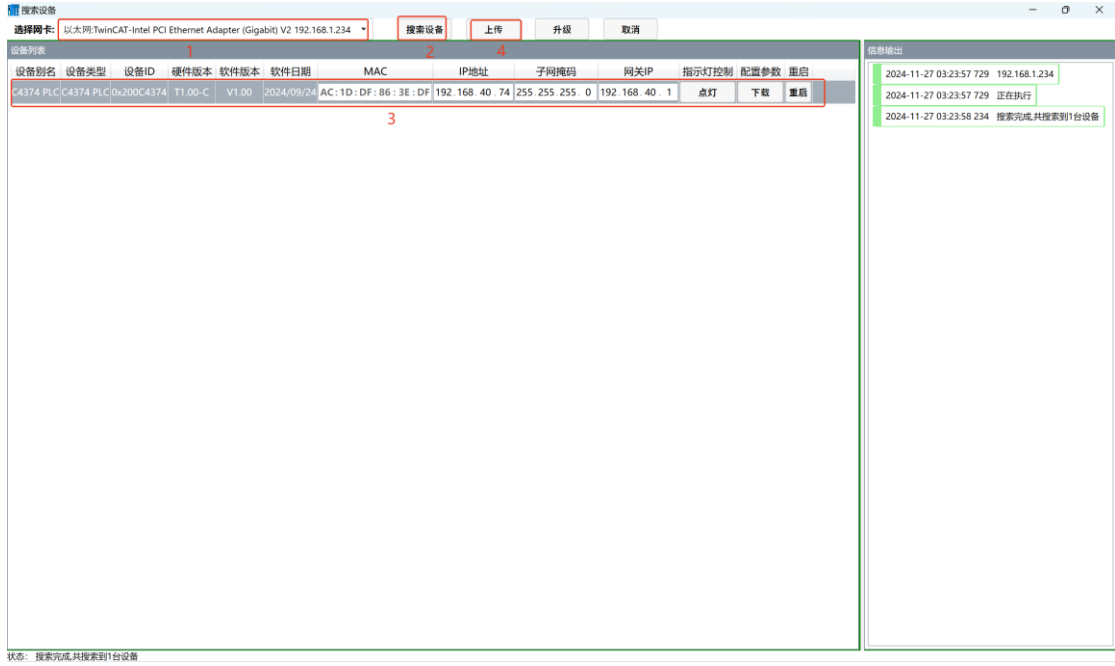 搜索设备
选择网卡: 以太网:TwinCAT-Intel PCI Ethernet Adapter (Gigabit) V2 192.168.1.234 搜索设备 上传 升级 取消
1 2 4
设备列表 信息输出
设备别名 设备类型 设备ID 硬件版本 软件版本 软件日期 MAC IP地址 子网掩码 网关IP 指示灯控制 配置参数 重启
C4374 PLC C4374 PLC 0x200C4374 T1.00-C V1.00 2024/09/24 AC : 1D : DF : 86 : 3E : DF 192 . 168 . 40 . 74 255 . 255 . 255 . 0 192 . 168 . 40 . 1 点灯 下载 重启
3
2024-11-27 03:23:57 729 192.168.1.234
2024-11-27 03:23:57 729 正在执行
2024-11-27 03:23:58 234 搜索完成,共搜索到1台设备
状态: 搜索完成,共搜索到1台设备